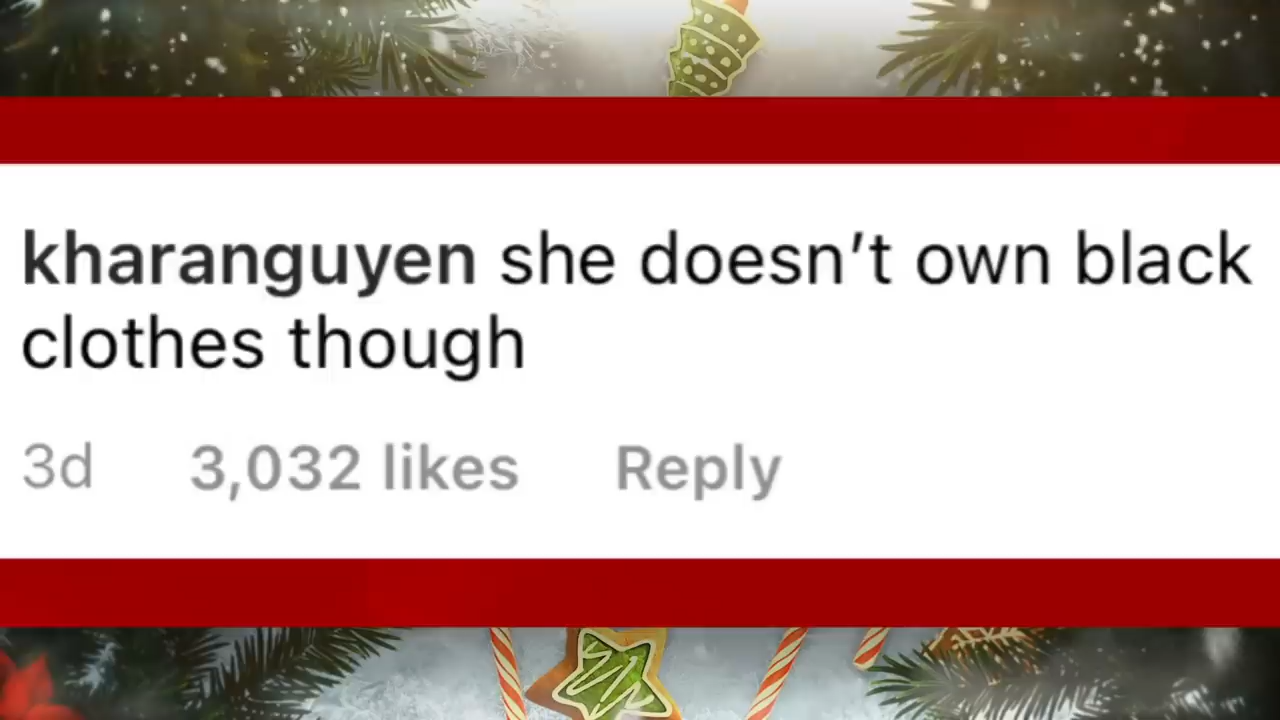 kharanguyen she doesn’t own black
clothes though
3d 3,032 likes Reply